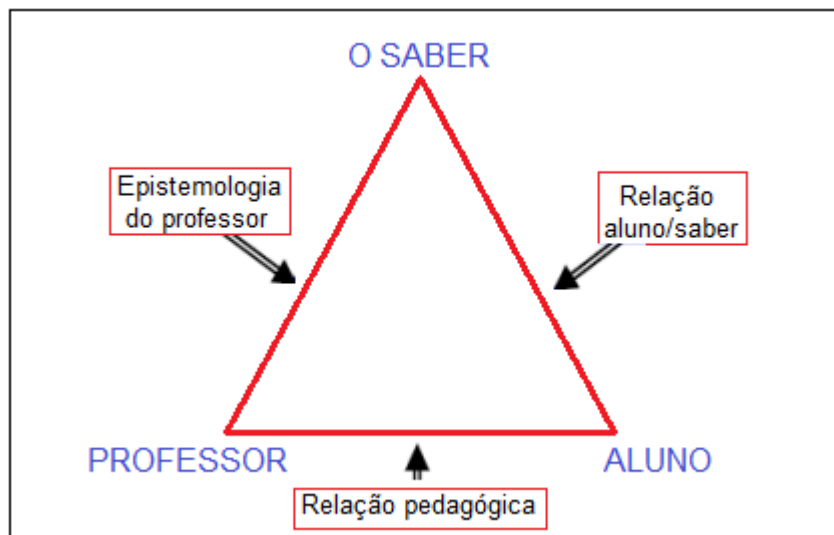 O SABER
Epistemologia
do professor
Relação
aluno/saber
PROFESSOR
ALUNO
Relação pedagógica